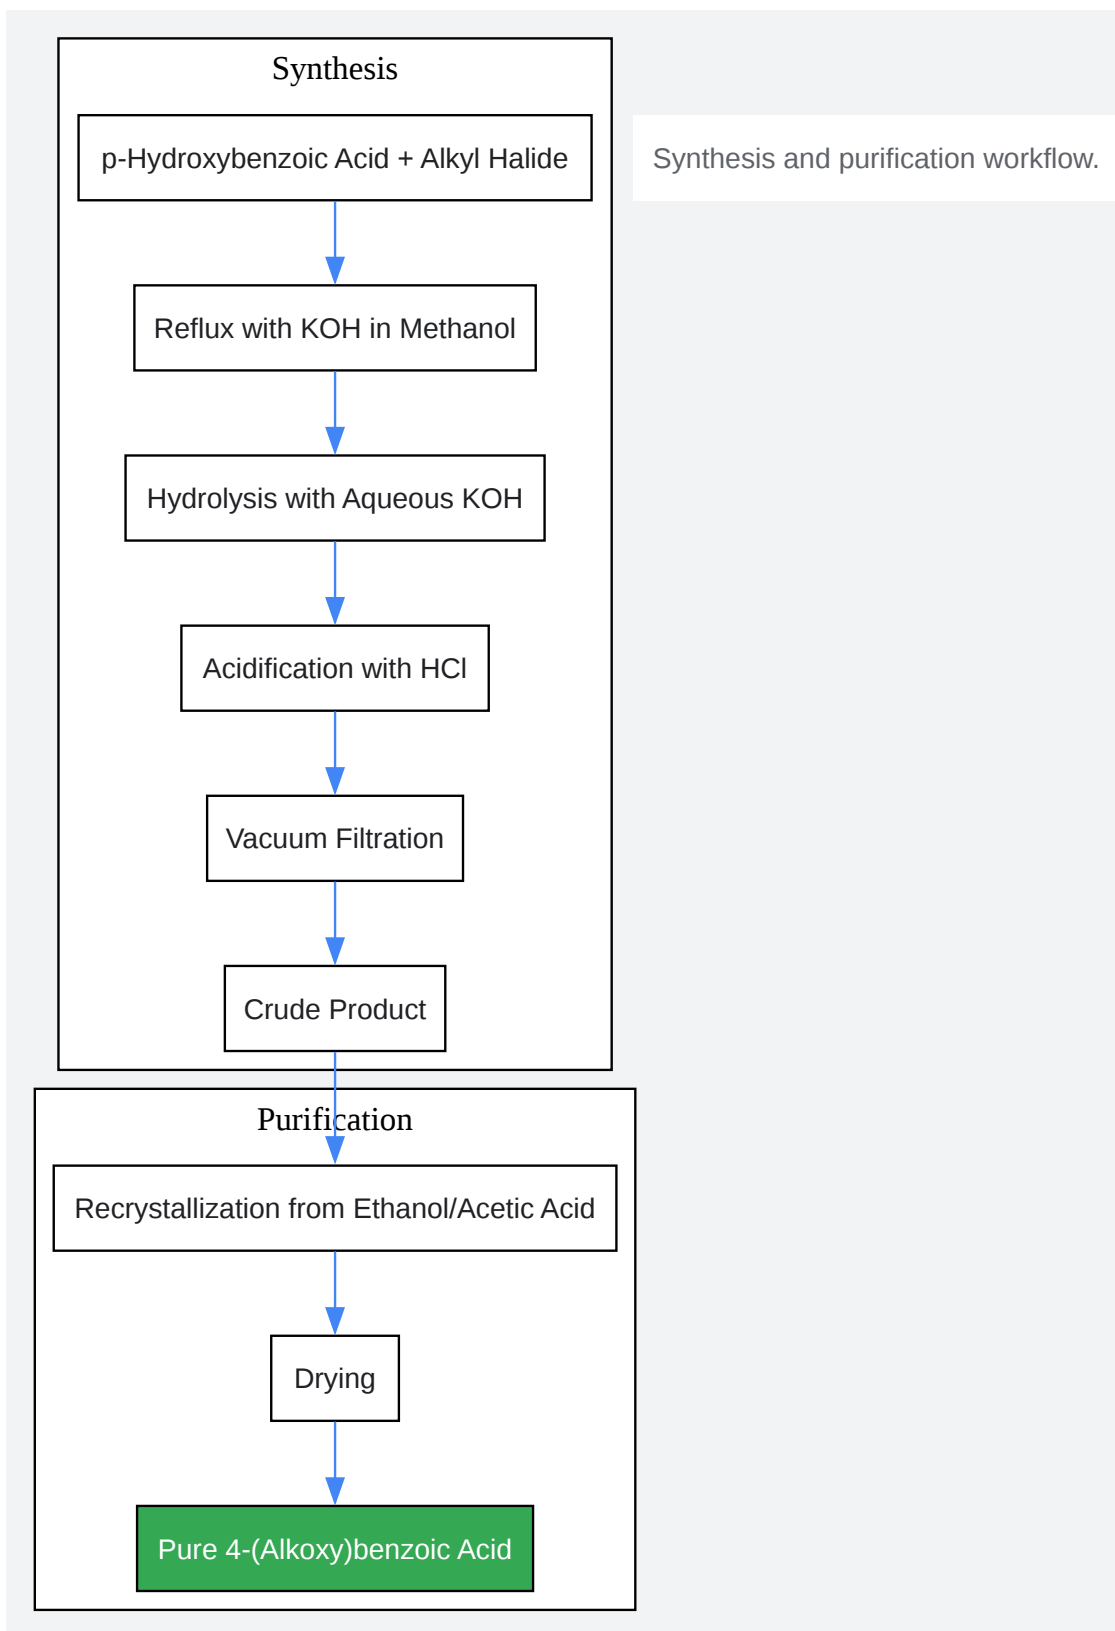 Synthesis
p-Hydroxybenzoic Acid + Alkyl Halide
Synthesis and purification workflow.
Reflux with KOH in Methanol
Hydrolysis with Aqueous KOH
Acidification with HCl
Vacuum Filtration
Crude Product
Purification
Recrystallization from Ethanol/Acetic Acid
Drying
Pure 4-(Alkoxy)benzoic Acid